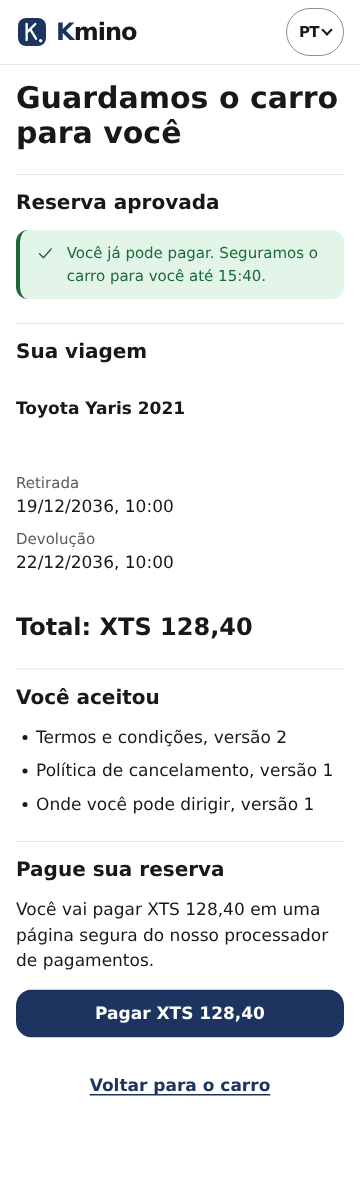 K. Kmino
PT
Guardamos o carro
para você
Reserva aprovada
Você já pode pagar. Seguramos o
carro para você até 15:40.
Sua viagem
Toyota Yaris 2021
Retirada
19/12/2036, 10:00
Devolução
22/12/2036, 10:00
Total: XTS 128,40
Você aceitou
• Termos e condições, versão 2
• Política de cancelamento, versão 1
• Onde você pode dirigir, versão 1
Pague sua reserva
Você vai pagar XTS 128,40 em uma
página segura do nosso processador
de pagamentos.
Pagar XTS 128,40
Voltar para o carro